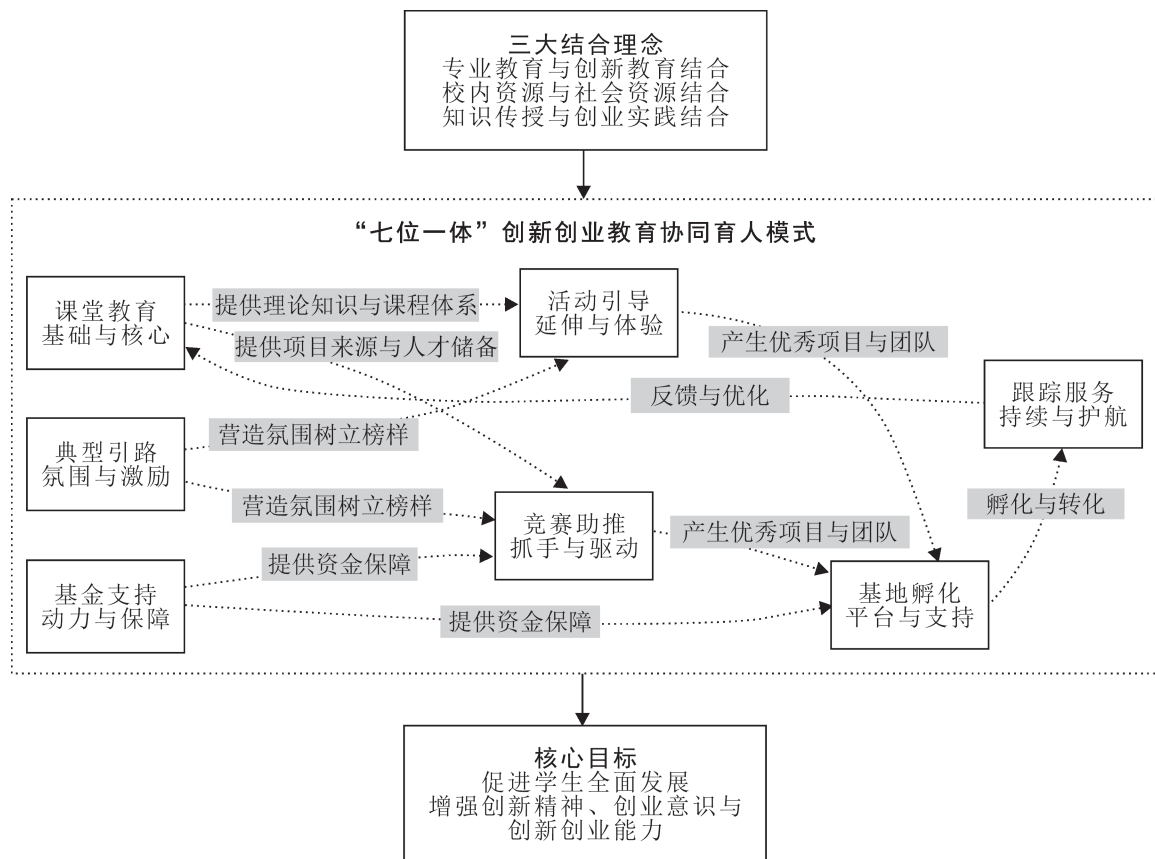 三大结合理念
专业教育与创新教育结合
校内资源与社会资源结合
知识传授与创业实践结合
“七位一体”创新创业教育协同育人模式
课堂教育
基础与核心
提供理论知识与课程体系
活动引导
延伸与体验
提供项目来源与人才储备
产生优秀项目与团队
反馈与优化
跟踪服务
持续与护航
典型引路
氛围与激励
营造氛围树立榜样
营造氛围树立榜样
竞赛助推
抓手与驱动
孵化与转化
产生优秀项目与团队
基金支持
动力与保障
提供资金保障
提供资金保障
基地孵化
平台与支持
核心目标
促进学生全面发展
增强创新精神、创业意识与
创新创业能力